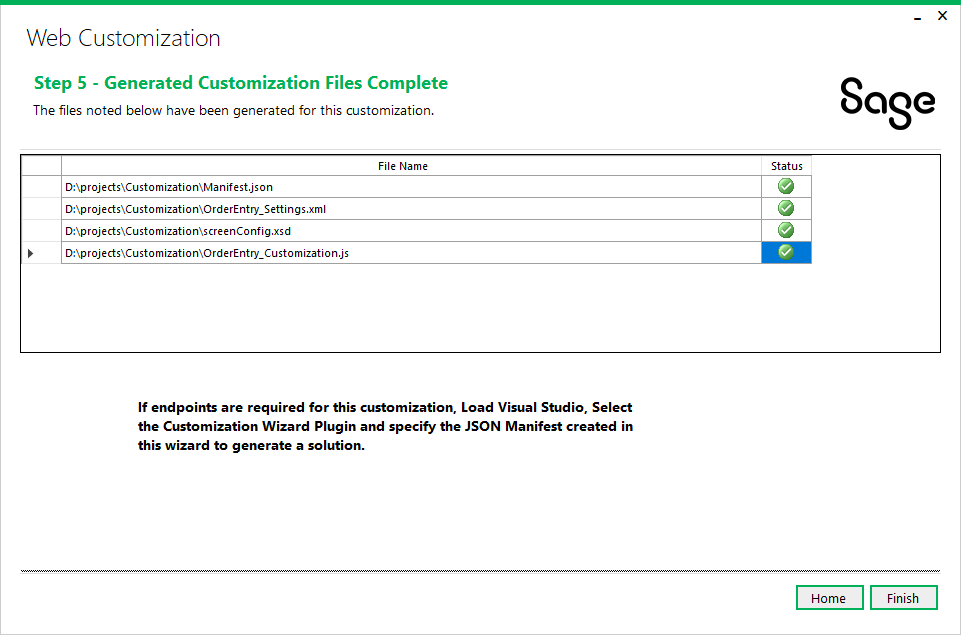 Web Customization
Step 5 - Generated Customization Files Complete
The files noted below have been generated for this customization.
Sage
File Name Status
D:\projects\Customization\Manifest.json
D:\projects\Customization\OrderEntry_Settings.xml
D:\projects\Customization\screenConfig.xsd
D:\projects\Customization\OrderEntry_Customization.js
If endpoints are required for this customization, Load Visual Studio, Select
the Customization Wizard Plugin and specify the JSON Manifest created in
this wizard to generate a solution.
Home Finish